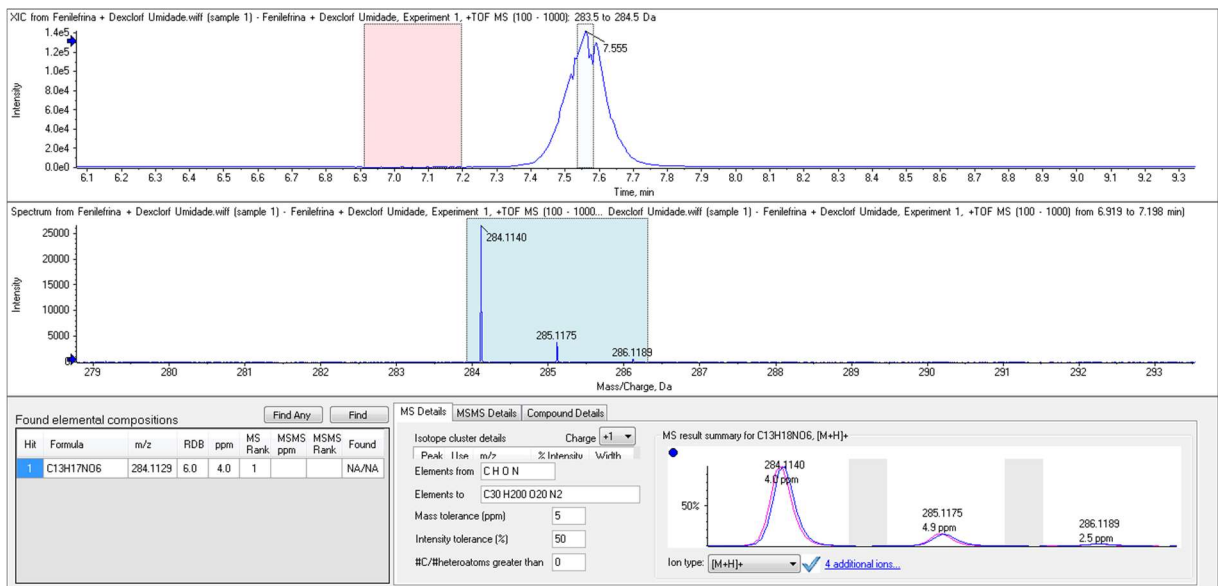 XIC from Fenilefrina + Dexclorf Umidade.wiff (sample 1) - Fenilefrina + Dexclorf Umidade, Experiment 1, +TOF MS (100 - 1000): 283.5 to 284.5 Da
1.4e5
1.2e5
1.0e5
8.0e4
6.0e4
4.0e4
2.0e4
0.0e0
Intensity
7.555
6.1 6.2 6.3 6.4 6.5 6.6 6.7 6.8 6.9 7.0 7.1 7.2 7.3 7.4 7.5 7.6 7.7 7.8 7.9 8.0 8.1 8.2 8.3 8.4 8.5 8.6 8.7 8.8 8.9 9.0 9.1 9.2 9.3
Time, min
Spectrum from Fenilefrina + Dexclorf Umidade.wiff (sample 1) - Fenilefrina + Dexclorf Umidade, Experiment 1, +TOF MS (100 - 1000... Dexclorf Umidade.wiff (sample 1) - Fenilefrina + Dexclorf Umidade, Experiment 1, +TOF MS (100 - 1000) from 6.919 to 7.198 min)
25000
20000
15000
10000
5000
0
Intensity
284.1140
285.1175
286.1189
279 280 281 282 283 284 285 286 287 288 289 290 291 292 293
Mass/Charge, Da
Found elemental compositions
Find Any Find
Hit Formula m/z RDB ppm MS Rank MSMS ppm MSMS Rank Found
1 C13H17NO6 284.1129 6.0 4.0 1 NA/NA
MS Details MSMS Details Compound Details
Isotope cluster details Charge +1
Peak Use m/z % Intensity Width
Elements from C H O N
Elements to C30 H200 O20 N2
Mass tolerance (ppm) 5
Intensity tolerance (%) 50
#C/#heteroatoms greater than 0
MS result summary for C13H18NO6, [M+H]+
50%
284.1140
4.0 ppm
285.1175
4.9 ppm
286.1189
2.5 ppm
Ion type: [M+H]+ 4 additional ions...